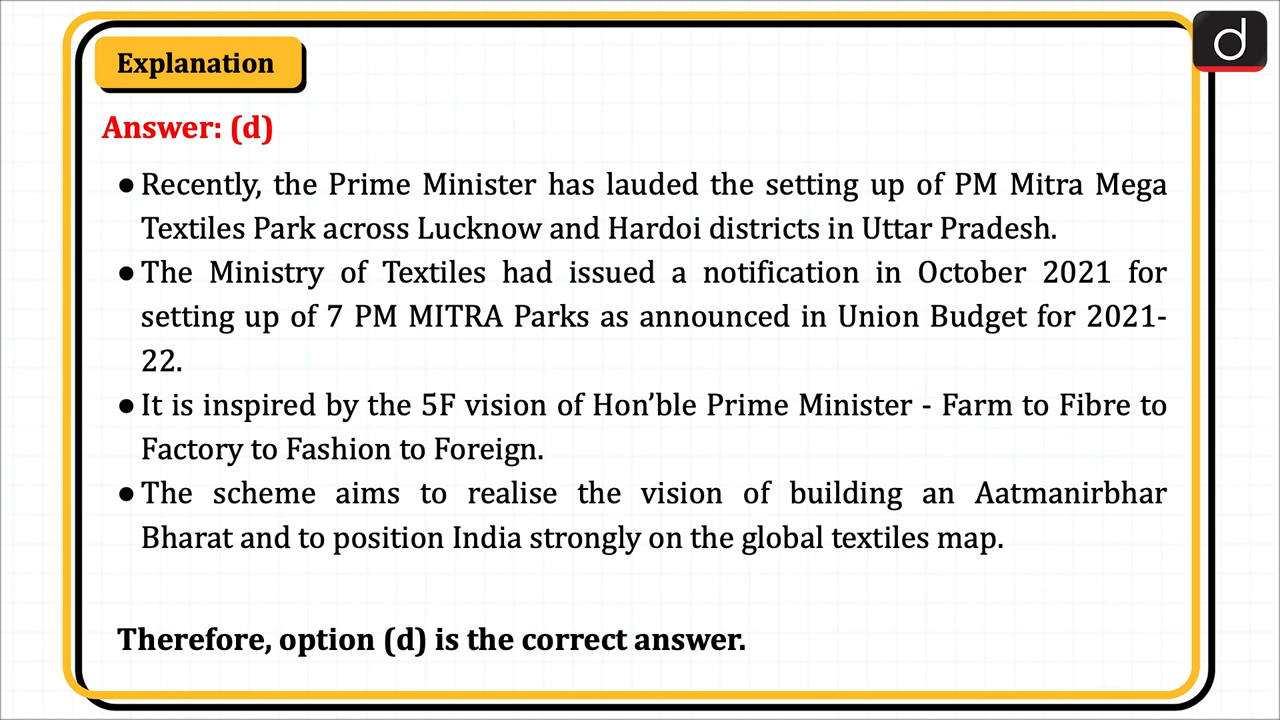 d
Explanation
Answer: (d)
● Recently, the Prime Minister has lauded the setting up of PM Mitra Mega
Textiles Park across Lucknow and Hardoi districts in Uttar Pradesh.
● The Ministry of Textiles had issued a notification in October 2021 for
setting up of 7 PM MITRA Parks as announced in Union Budget for 2021-
22.
● It is inspired by the 5F vision of Hon’ble Prime Minister - Farm to Fibre to
Factory to Fashion to Foreign.
● The scheme aims to realise the vision of building an Aatmanirbhar
Bharat and to position India strongly on the global textiles map.
Therefore, option (d) is the correct answer.